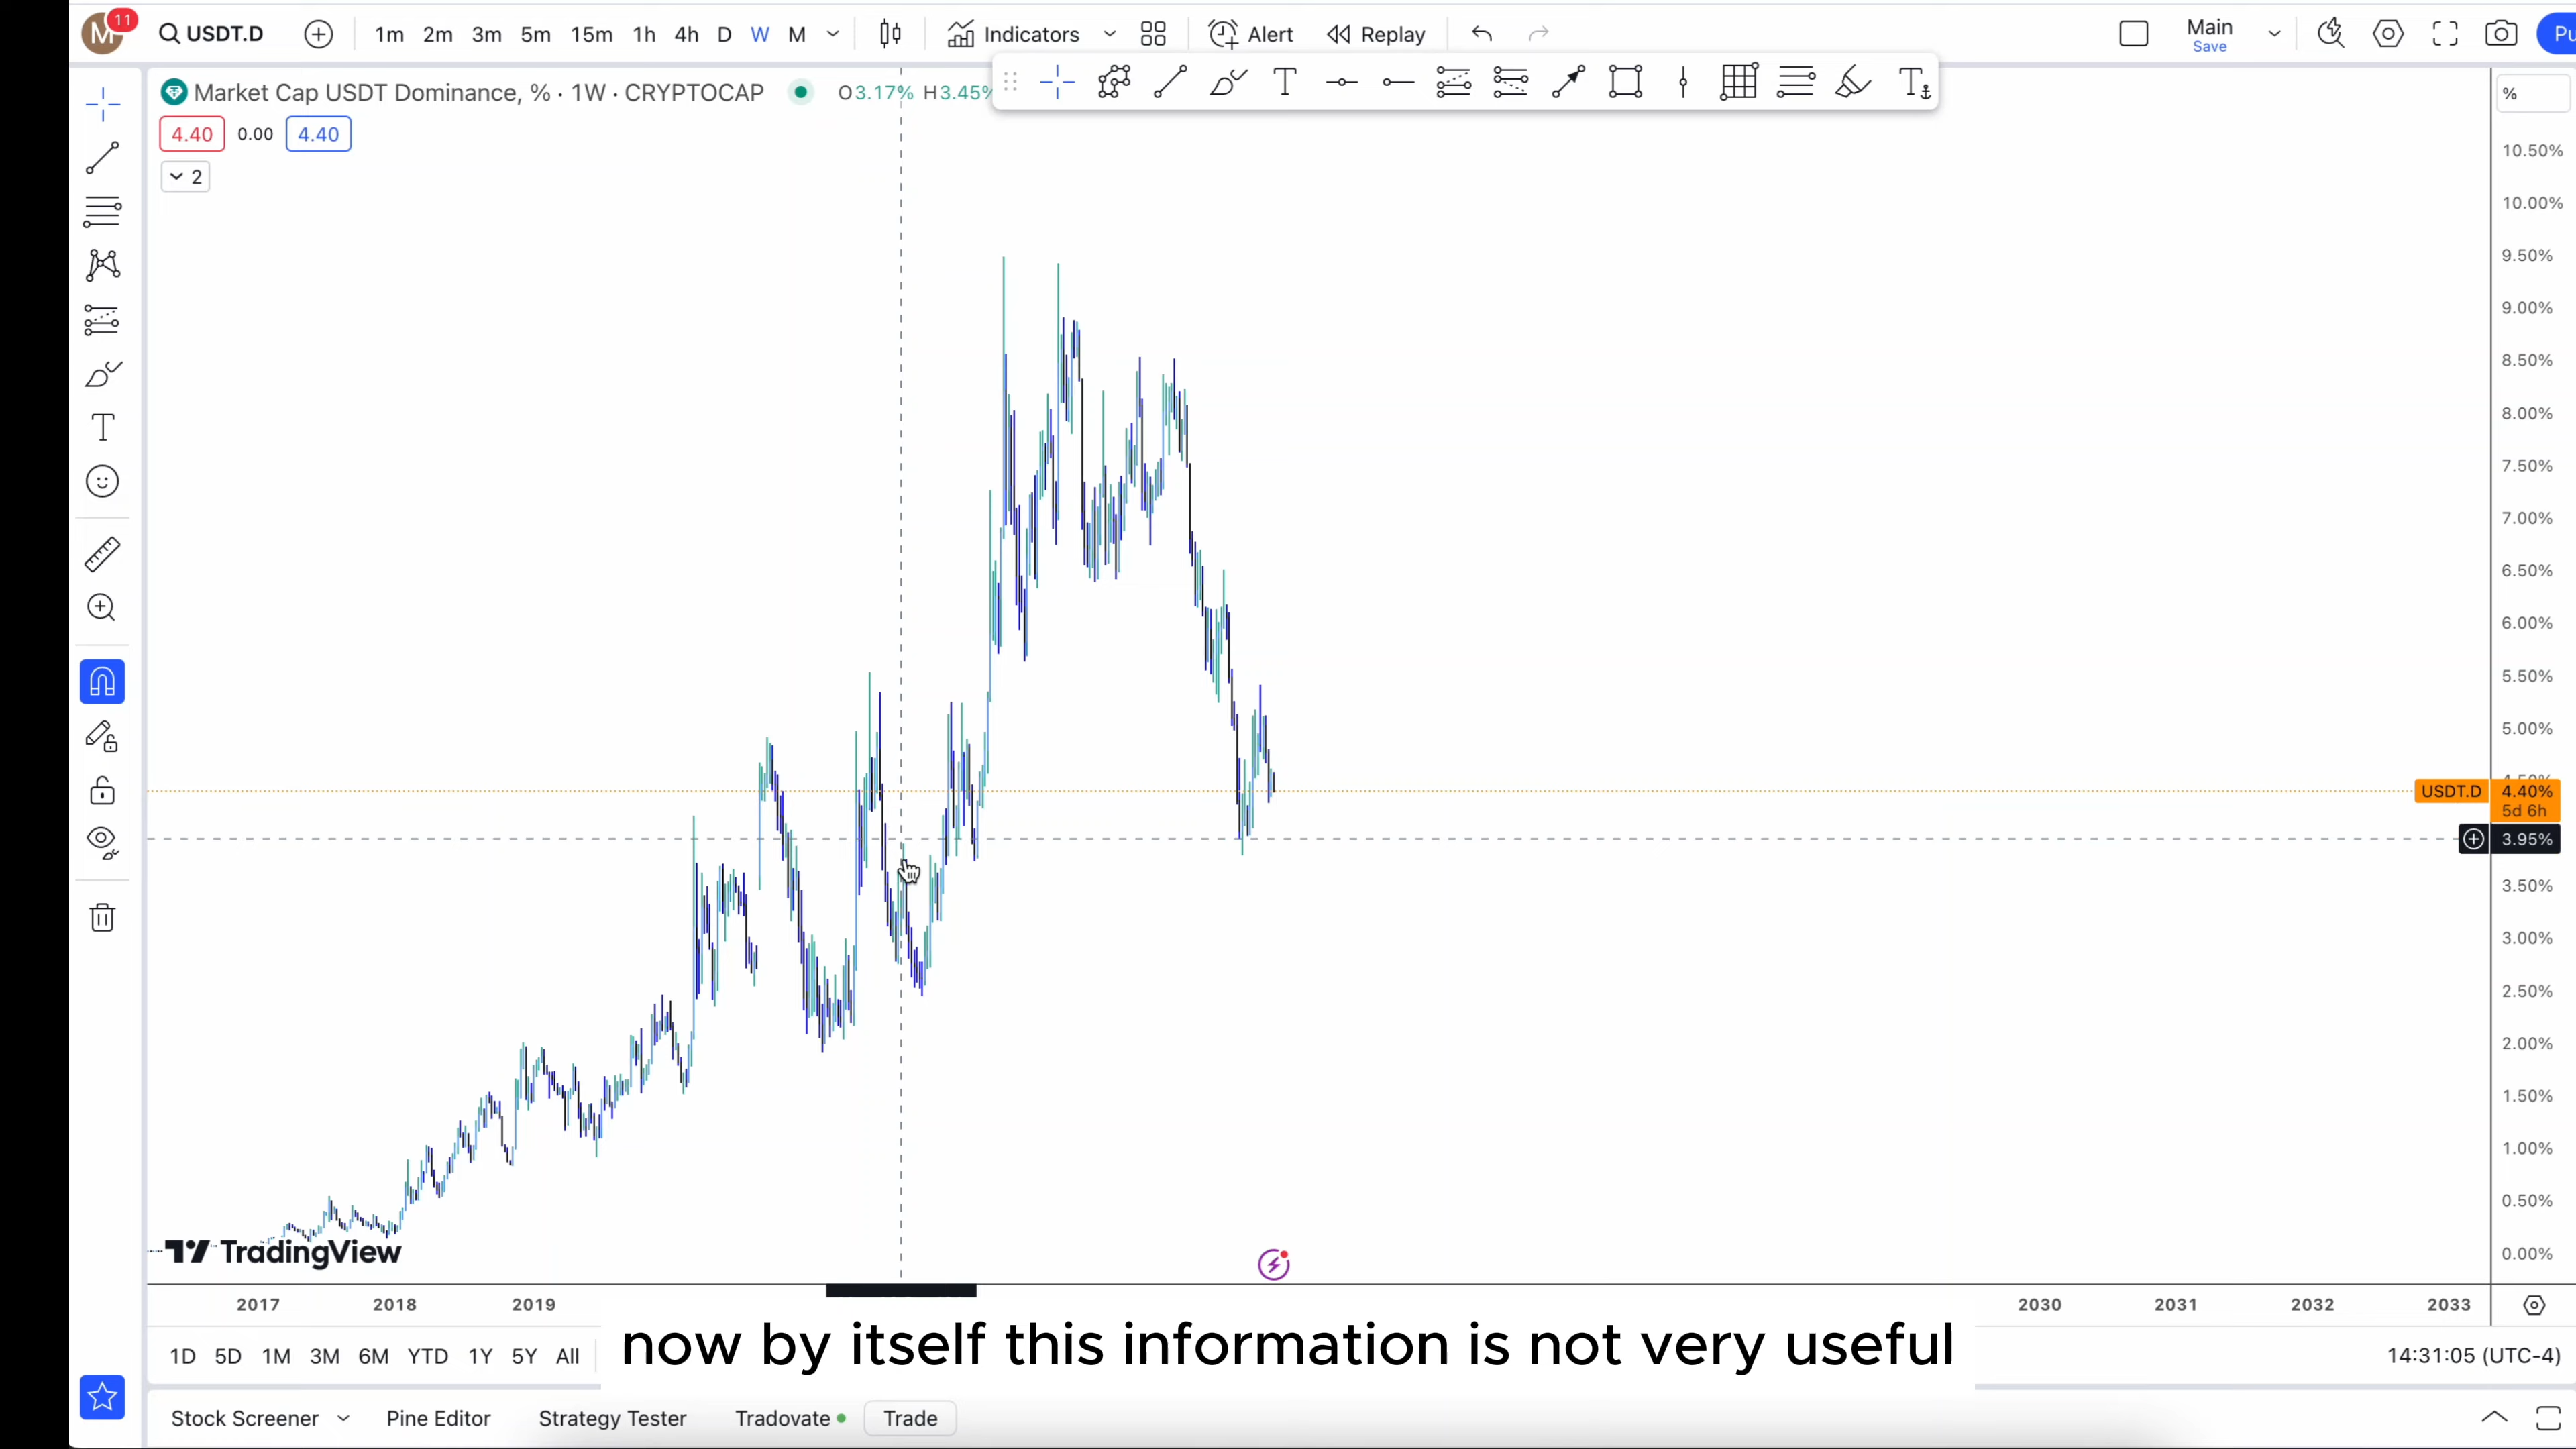 M 11 USDT.D 1m 2m 3m 5m 15m 1h 4h D W M Indicators Alert Replay Main Save Pu
Market Cap USDT Dominance, % · 1W · CRYPTOCAP O3.17% H3.45%
%
4.40 0.00 4.40
2
10.50%
10.00%
9.50%
9.00%
8.50%
8.00%
7.50%
7.00%
6.50%
6.00%
5.50%
5.00%
USDT.D 4.40%
5d 6h
3.95%
3.50%
3.00%
2.50%
2.00%
1.50%
1.00%
0.50%
0.00%
TradingView
2017 2018 2019 2030 2031 2032 2033
now by itself this information is not very useful
1D 5D 1M 3M 6M YTD 1Y 5Y All 14:31:05 (UTC-4)
Stock Screener Pine Editor Strategy Tester Tradovate Trade